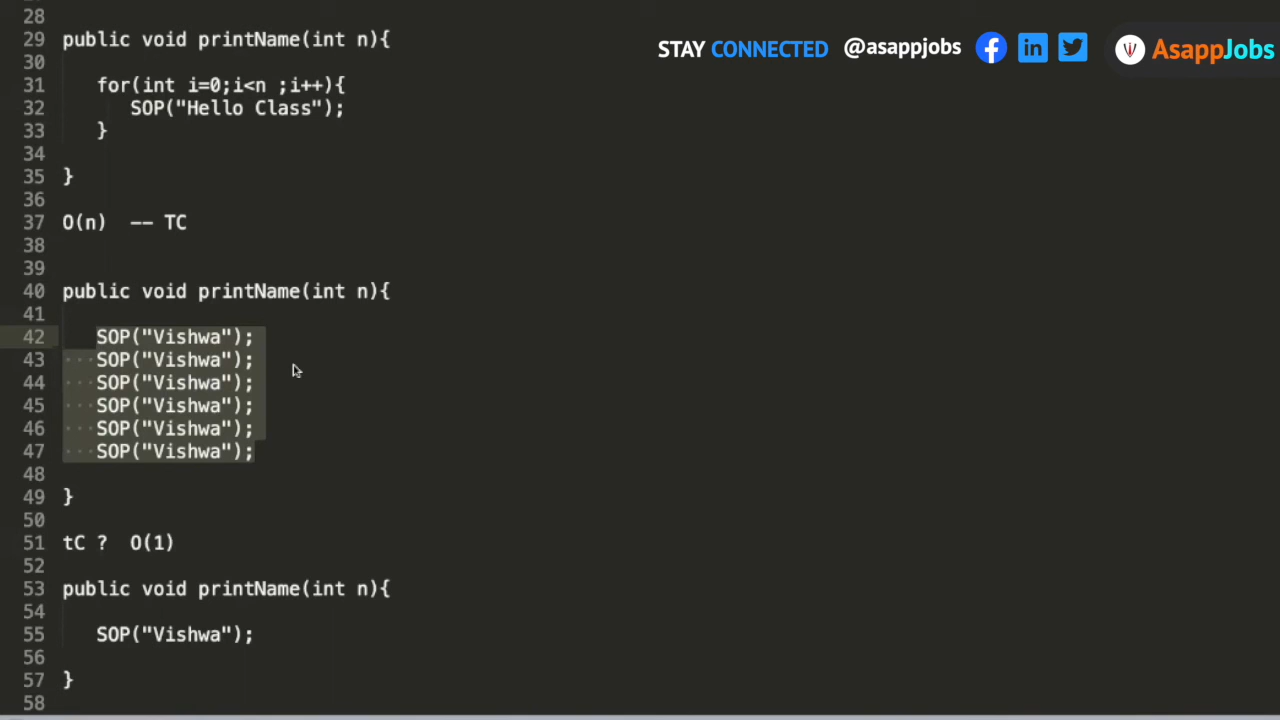 28
29 public void printName(int n){
STAY CONNECTED @asappjobs AsappJobs
30
31 for(int i=0;i<n ;i++){
32 SOP("Hello Class");
33 }
34
35 }
36
37 O(n) -- TC
38
39
40 public void printName(int n){
41
42 SOP("Vishwa");
43 SOP("Vishwa");
44 SOP("Vishwa");
45 SOP("Vishwa");
46 SOP("Vishwa");
47 SOP("Vishwa");
48
49 }
50
51 tC ? O(1)
52
53 public void printName(int n){
54
55 SOP("Vishwa");
56
57 }
58